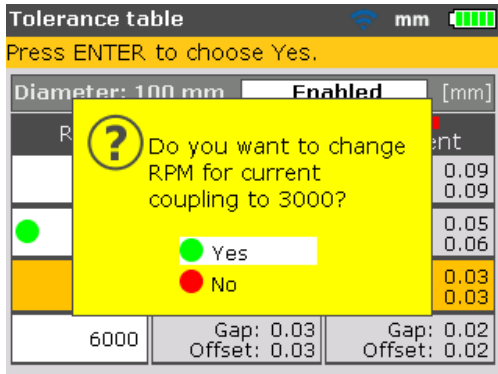 Tolerance table mm
Press ENTER to choose Yes.
Diameter: 100 mm Enabled [mm]
?
Do you want to change
RPM for current
coupling to 3000?
Yes
No
0.09
0.09
0.05
0.06
0.03
0.03
6000 Gap: 0.03 Gap: 0.02
Offset: 0.03 Offset: 0.02